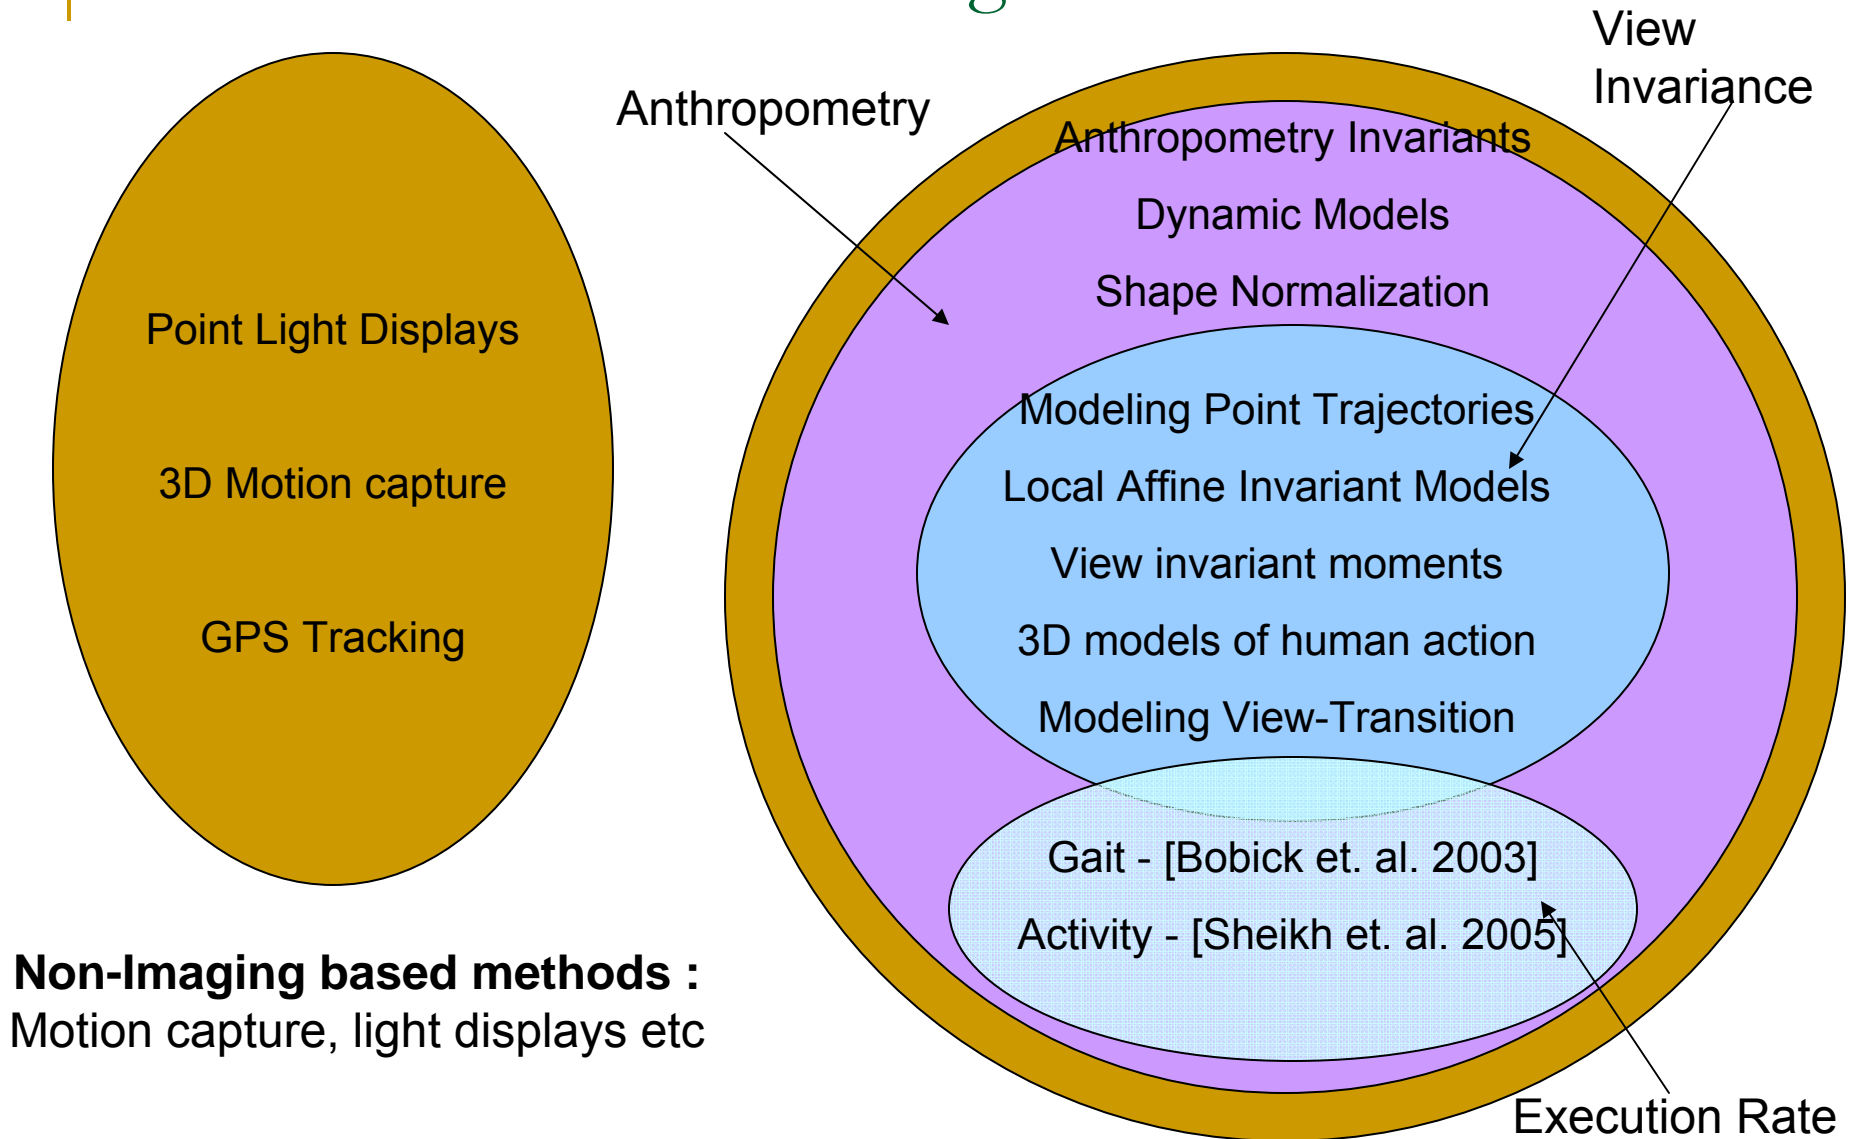 View
Invariance
Anthropometry
Anthropometry Invariants
Dynamic Models
Shape Normalization
Point Light Displays
3D Motion capture
GPS Tracking
Modeling Point Trajectories
Local Affine Invariant Models
View invariant moments
3D models of human action
Modeling View-Transition
Gait - [Bobick et. al. 2003]
Activity - [Sheikh et. al. 2005]
Non-Imaging based methods :
Motion capture, light displays etc
Execution Rate